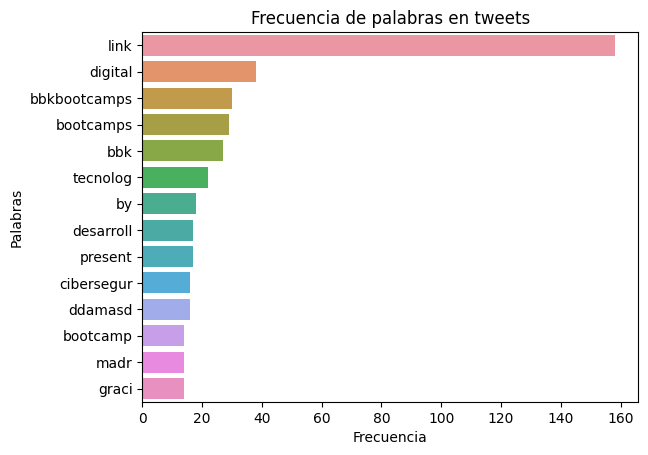 Frecuencia de palabras en tweets
Palabras
link
digital
bbkbootcamps
bootcamps
bbk
tecnolog
by
desarroll
present
cibersegur
ddamasd
bootcamp
madr
graci
0 20 40 60 80 100 120 140 160
Frecuencia